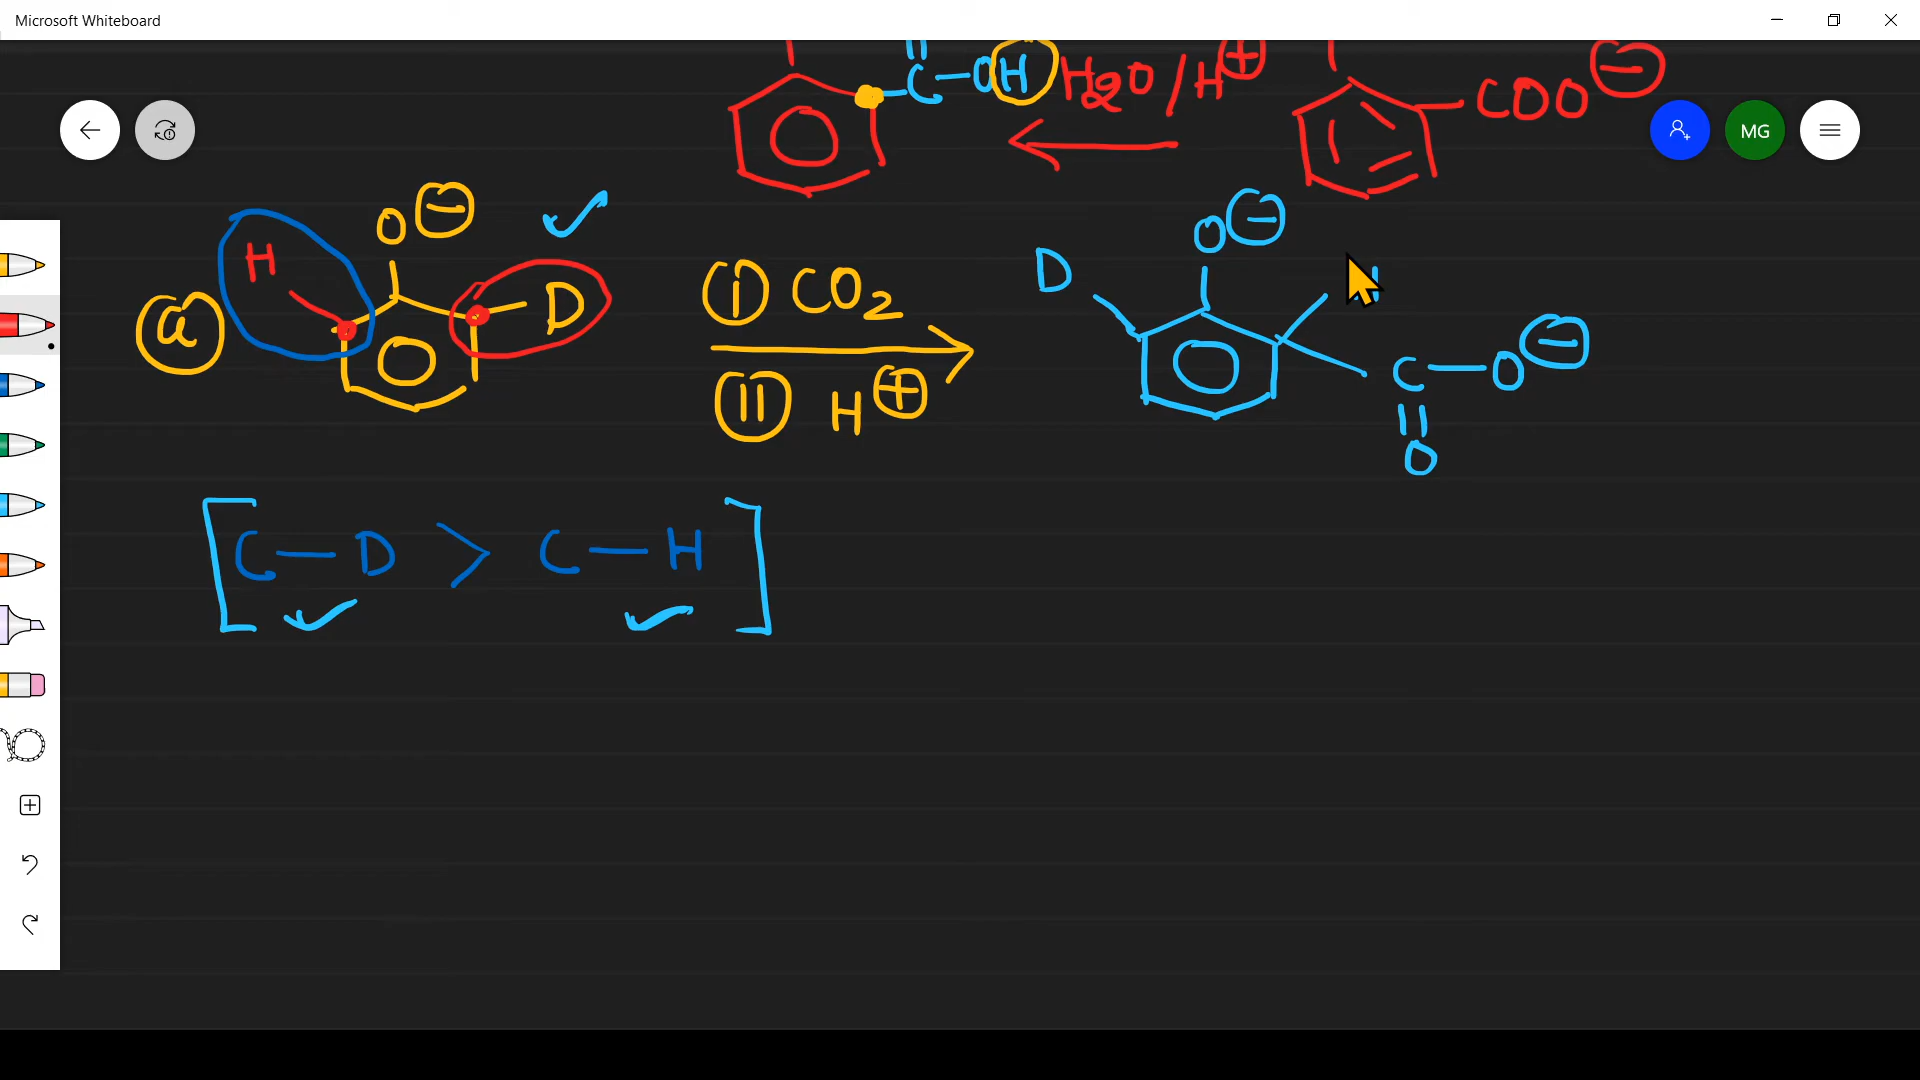 Microsoft Whiteboard
C-OH H2O/H⊕ COO⊖
MG
H O⊖ D O⊖
a D (I) CO2
(II) H⊕ C-O⊖
O
[C-D > C-H]